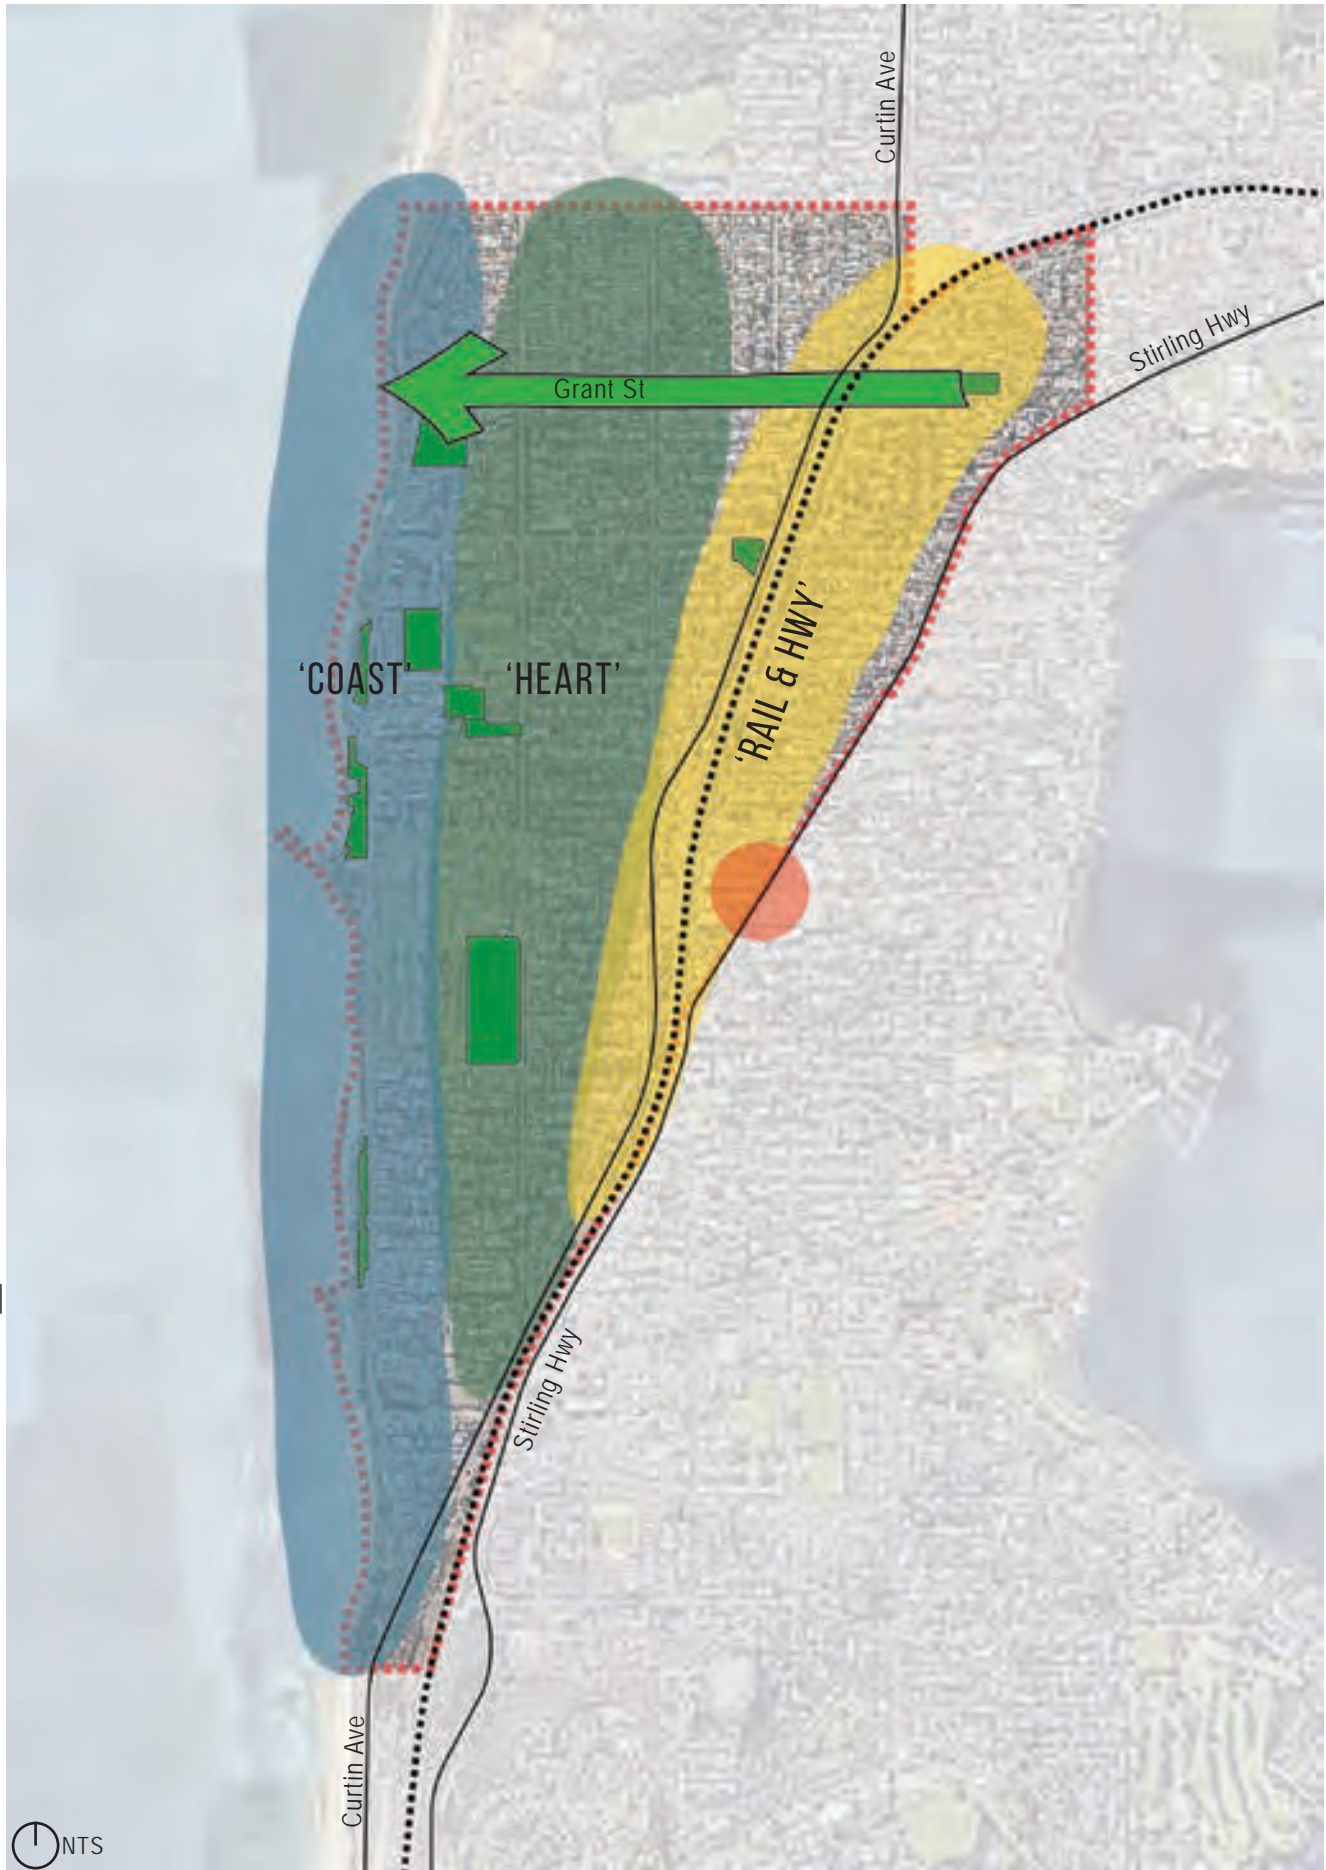 Curtin Ave
Stirling Hwy
Grant St
‘COAST’
‘HEART’
‘RAIL & HWY’
Stirling Hwy
Curtin Ave
NTS